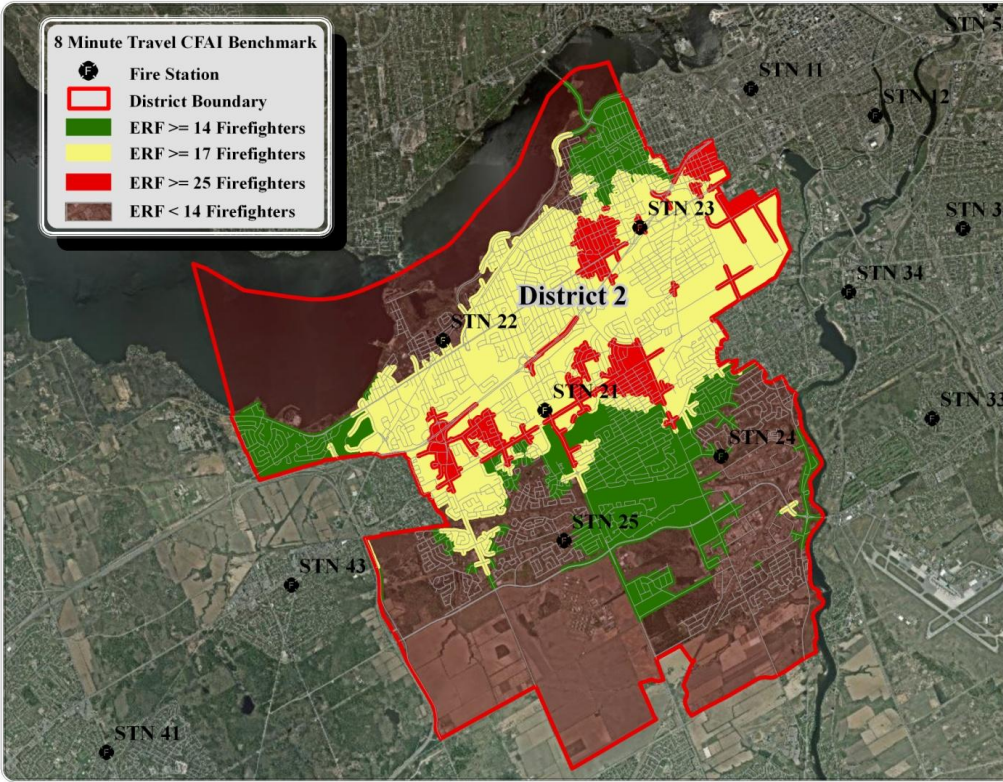 8 Minute Travel CFAI Benchmark
F Fire Station
District Boundary
ERF >= 14 Firefighters
ERF >= 17 Firefighters
ERF >= 25 Firefighters
ERF < 14 Firefighters
STN 5
STN 11
STN 12
STN 23
STN 3
STN 34
District 2
STN 22
STN 21
STN 33
STN 24
STN 25
STN 43
STN 41